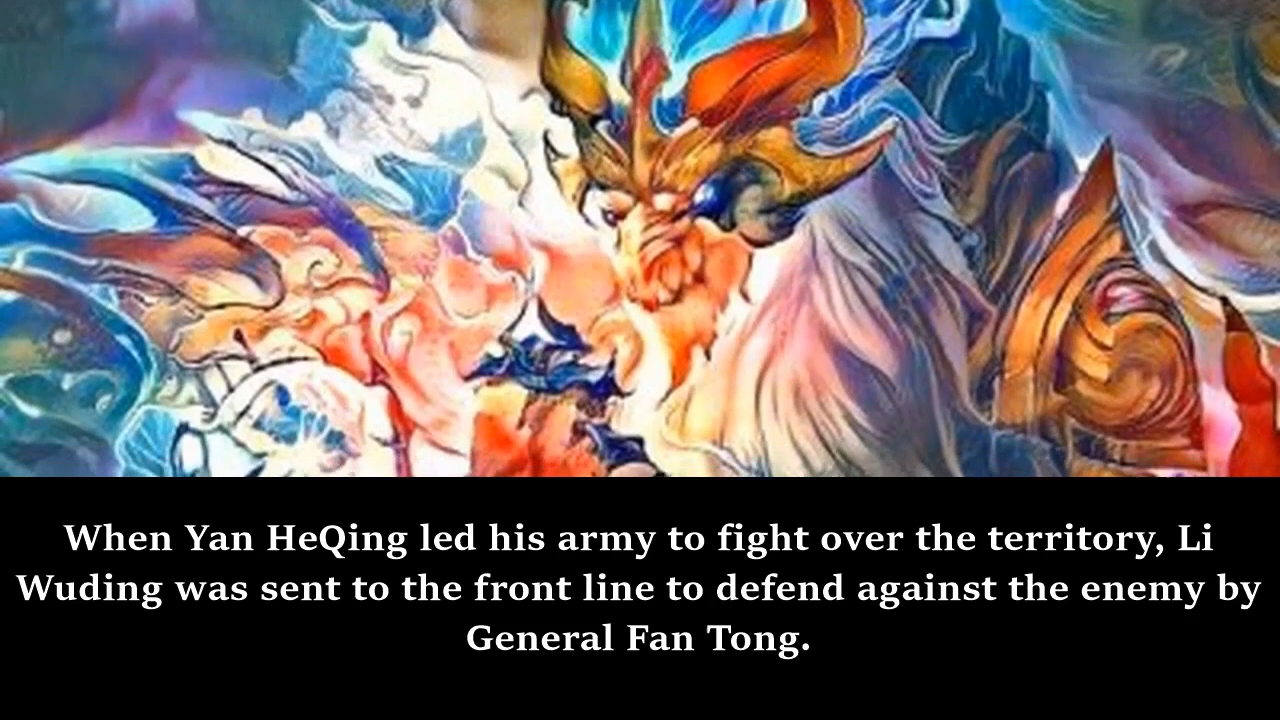 When Yan HeQing led his army to fight over the territory, Li
Wuding was sent to the front line to defend against the enemy by
General Fan Tong.